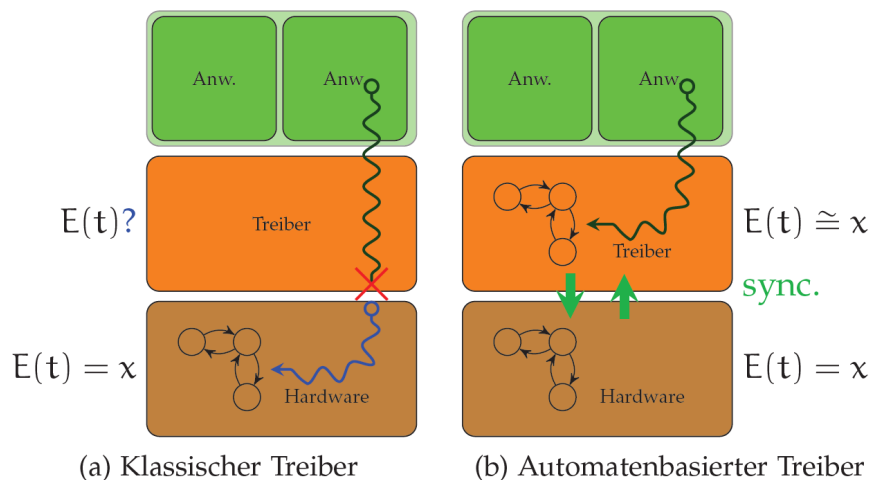 Anw.
Anw.
E(t)?
Treiber
E(t) = x
Hardware
(a) Klassischer Treiber
Anw.
Anw.
Treiber
E(t) ≅ x
sync.
Hardware
E(t) = x
(b) Automatenbasierter Treiber